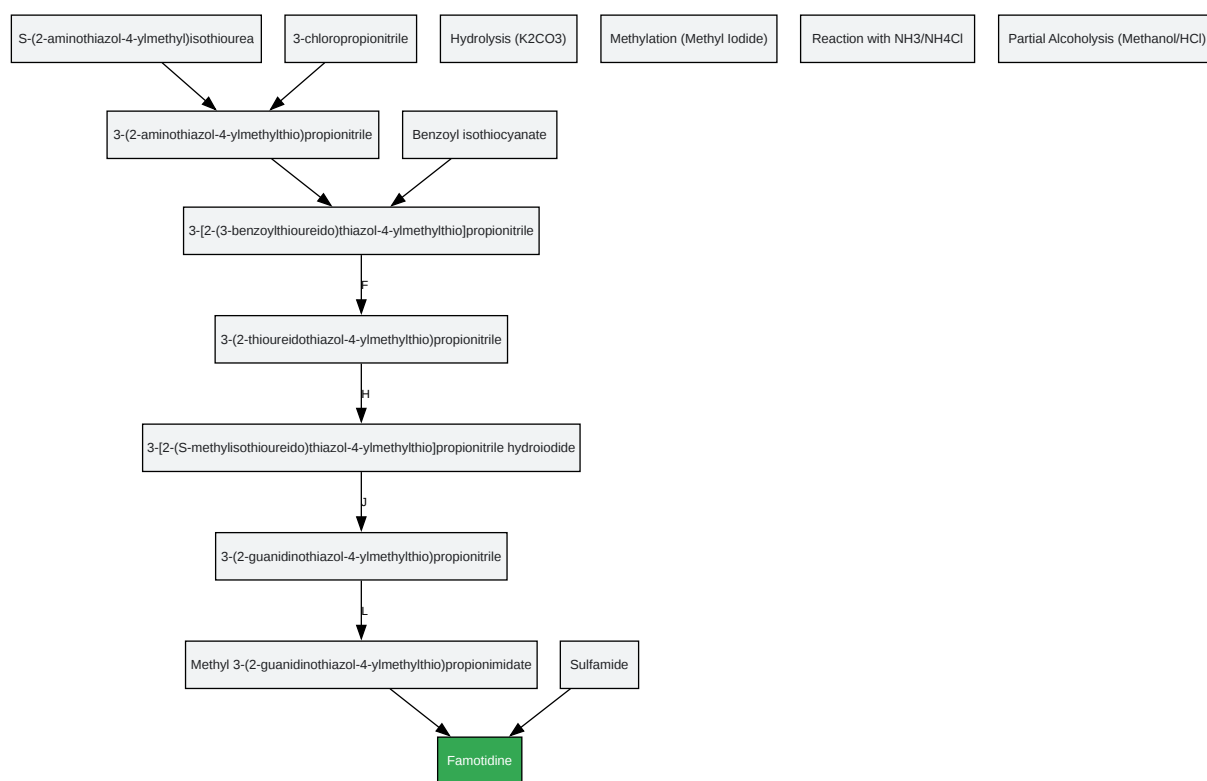 S-(2-aminothiazol-4-ylmethyl)isothiourea
3-chloropropionitrile
Hydrolysis (K2CO3)
Methylation (Methyl Iodide)
Reaction with NH3/NH4Cl
Partial Alcoholysis (Methanol/HCl)
3-(2-aminothiazol-4-ylmethylthio)propionitrile
Benzoyl isothiocyanate
3-[2-(3-benzoylthioureido)thiazol-4-ylmethylthio]propionitrile
F
3-(2-thioureidothiazol-4-ylmethylthio)propionitrile
H
3-[2-(S-methylisothioureido)thiazol-4-ylmethylthio]propionitrile hydroiodide
J
3-(2-guanidinothiazol-4-ylmethylthio)propionitrile
L
Methyl 3-(2-guanidinothiazol-4-ylmethylthio)propionimidate
Sulfamide
Famotidine